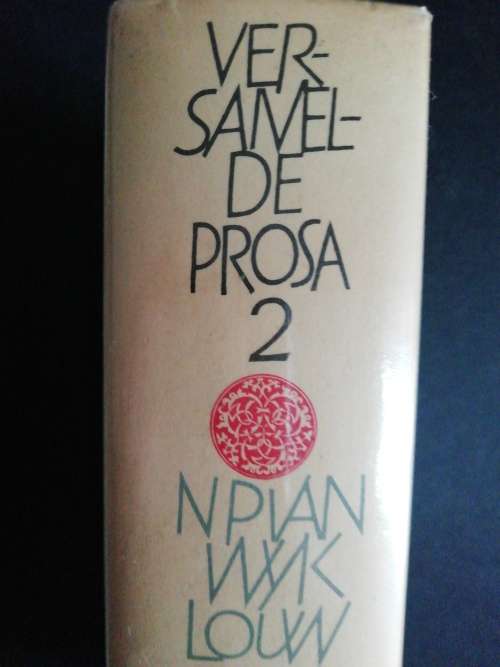 VER-
SAMEL-
DE
PROSA
2
N P VAN
WYK
LOUW